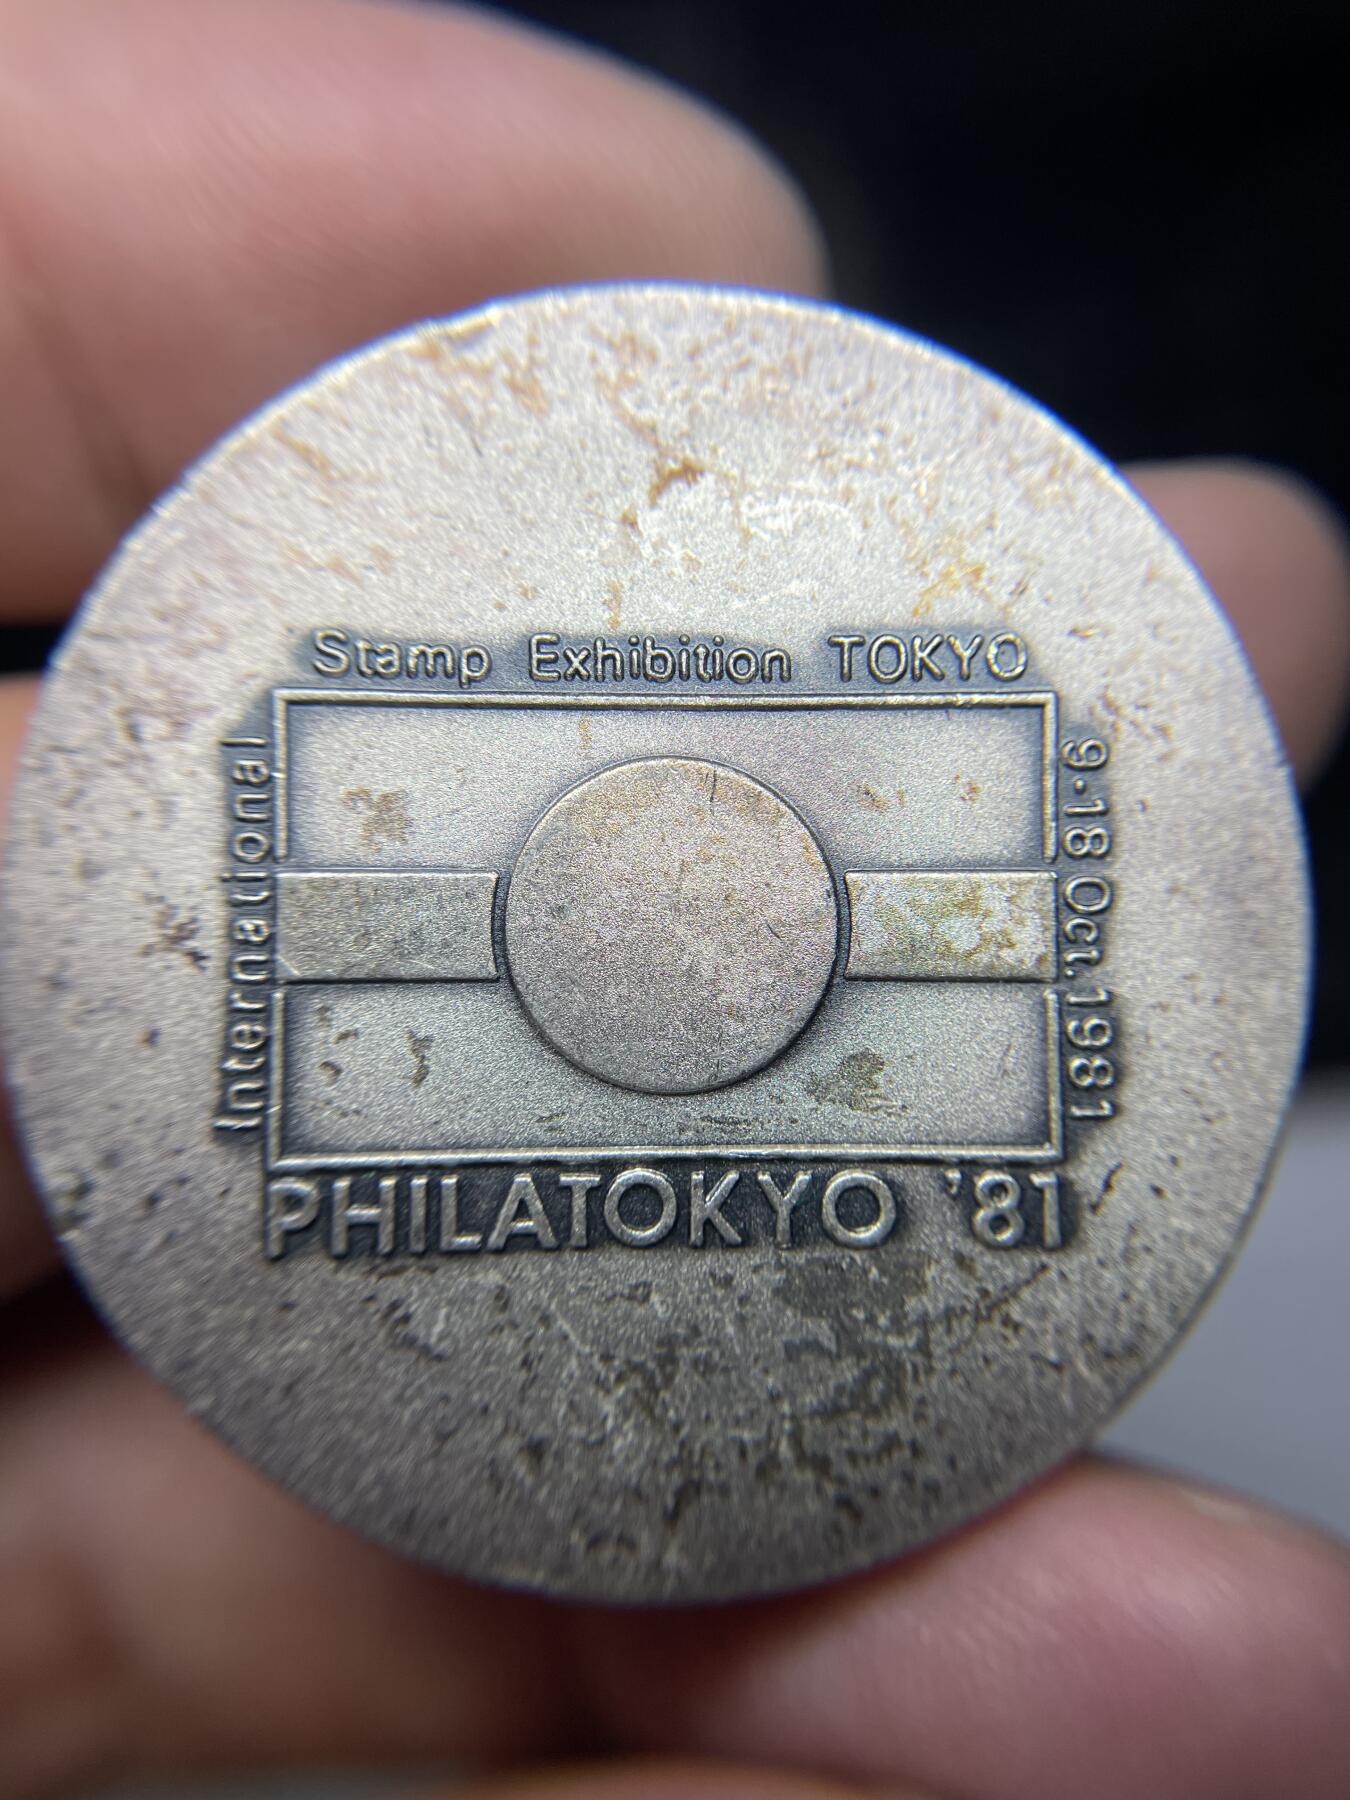 International
Stamp Exhibition TOKYO
9-18 Oct. 1981
PHILATOKYO '81